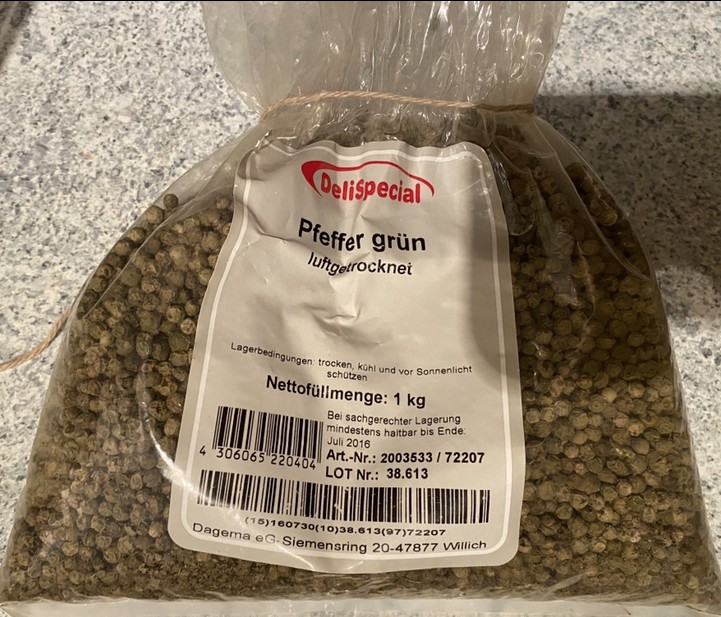 DeliSpecial
Pfeffer grün
luftgetrocknet
Lagerbedingungen: trocken, kühl und vor Sonnenlicht
schützen
Nettofüllmenge: 1 kg
Bei sachgerechter Lagerung
mindestens haltbar bis Ende:
Juli 2016
Art.-Nr.: 2003533 / 72207
LOT Nr.: 38.613
4 306065 220404
(15)160730(10)38.613(97)72207
Dagema eG-Siemensring 20-47877 Willich